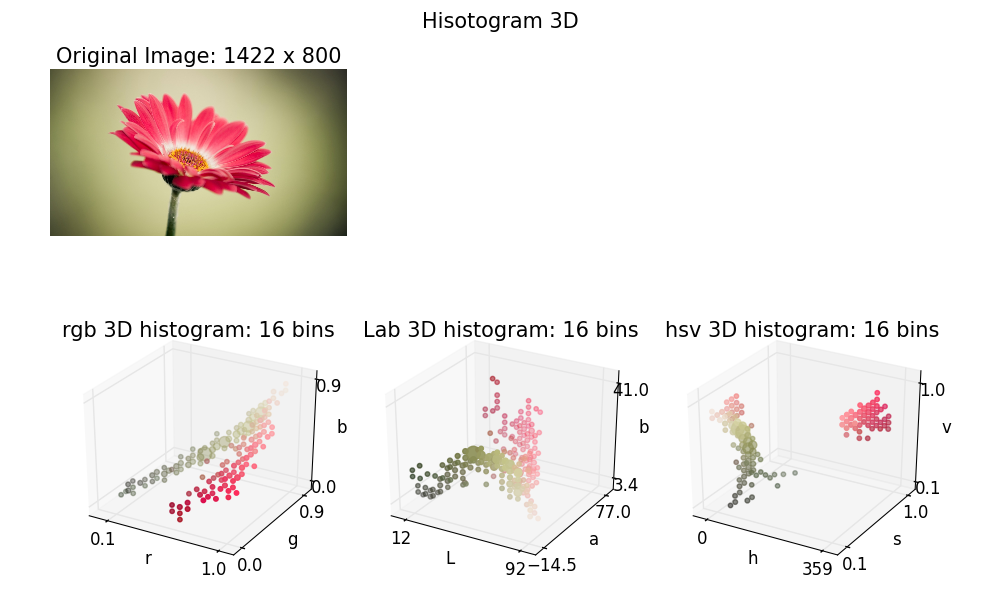 Hisotogram 3D
Original Image: 1422 x 800
rgb 3D histogram: 16 bins
0.9
b
0.0
0.9
g
0.0
0.1
r
1.0
Lab 3D histogram: 16 bins
41.0
b
3.4
77.0
a
−14.5
12
L
92
hsv 3D histogram: 16 bins
1.0
v
0.1
1.0
s
0.1
0
h
359